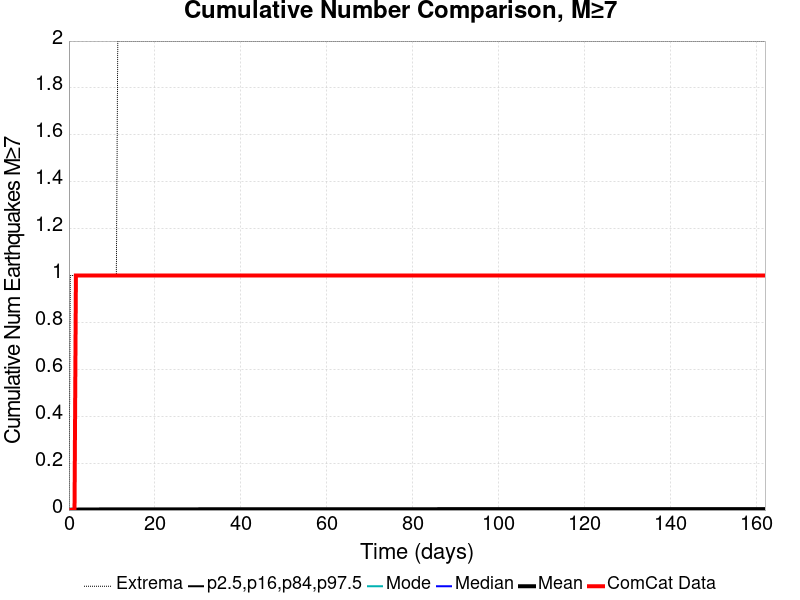 Cumulative Number Comparison, M≥7
Cumulative Num Earthquakes M≥7
2
1.8
1.6
1.4
1.2
1
0.8
0.6
0.4
0.2
0
0 20 40 60 80 100 120 140 160
Time (days)
Extrema p2.5,p16,p84,p97.5 Mode Median Mean ComCat Data